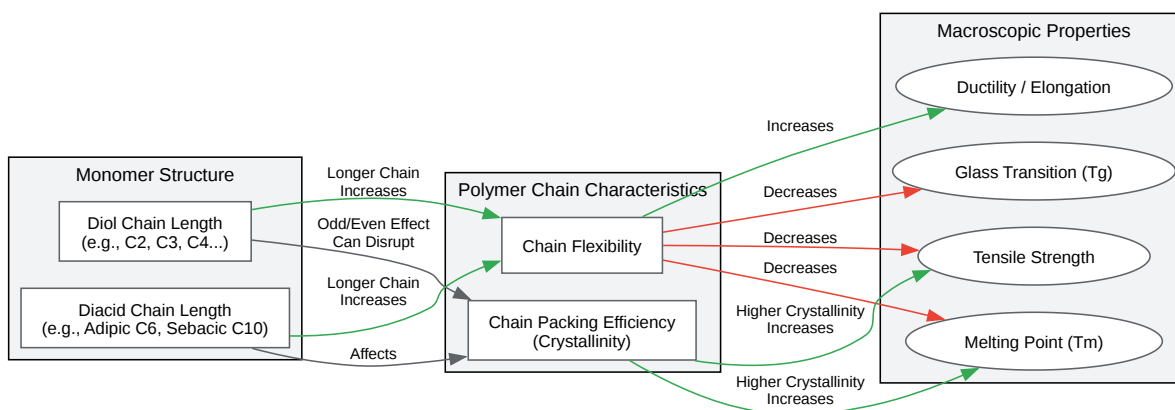 Macroscopic Properties
Ductility / Elongation
Increases
Monomer Structure
Longer Chain
Increases
Polymer Chain Characteristics
Decreases
Glass Transition (Tg)
Diol Chain Length
(e.g., C2, C3, C4...)
Odd/Even Effect
Can Disrupt
Chain Flexibility
Decreases
Tensile Strength
Decreases
Longer Chain
Increases
Diacid Chain Length
(e.g., Adipic C6, Sebacic C10)
Chain Packing Efficiency
(Crystallinity)
Higher Crystallinity
Increases
Melting Point (Tm)
Affects
Higher Crystallinity
Increases